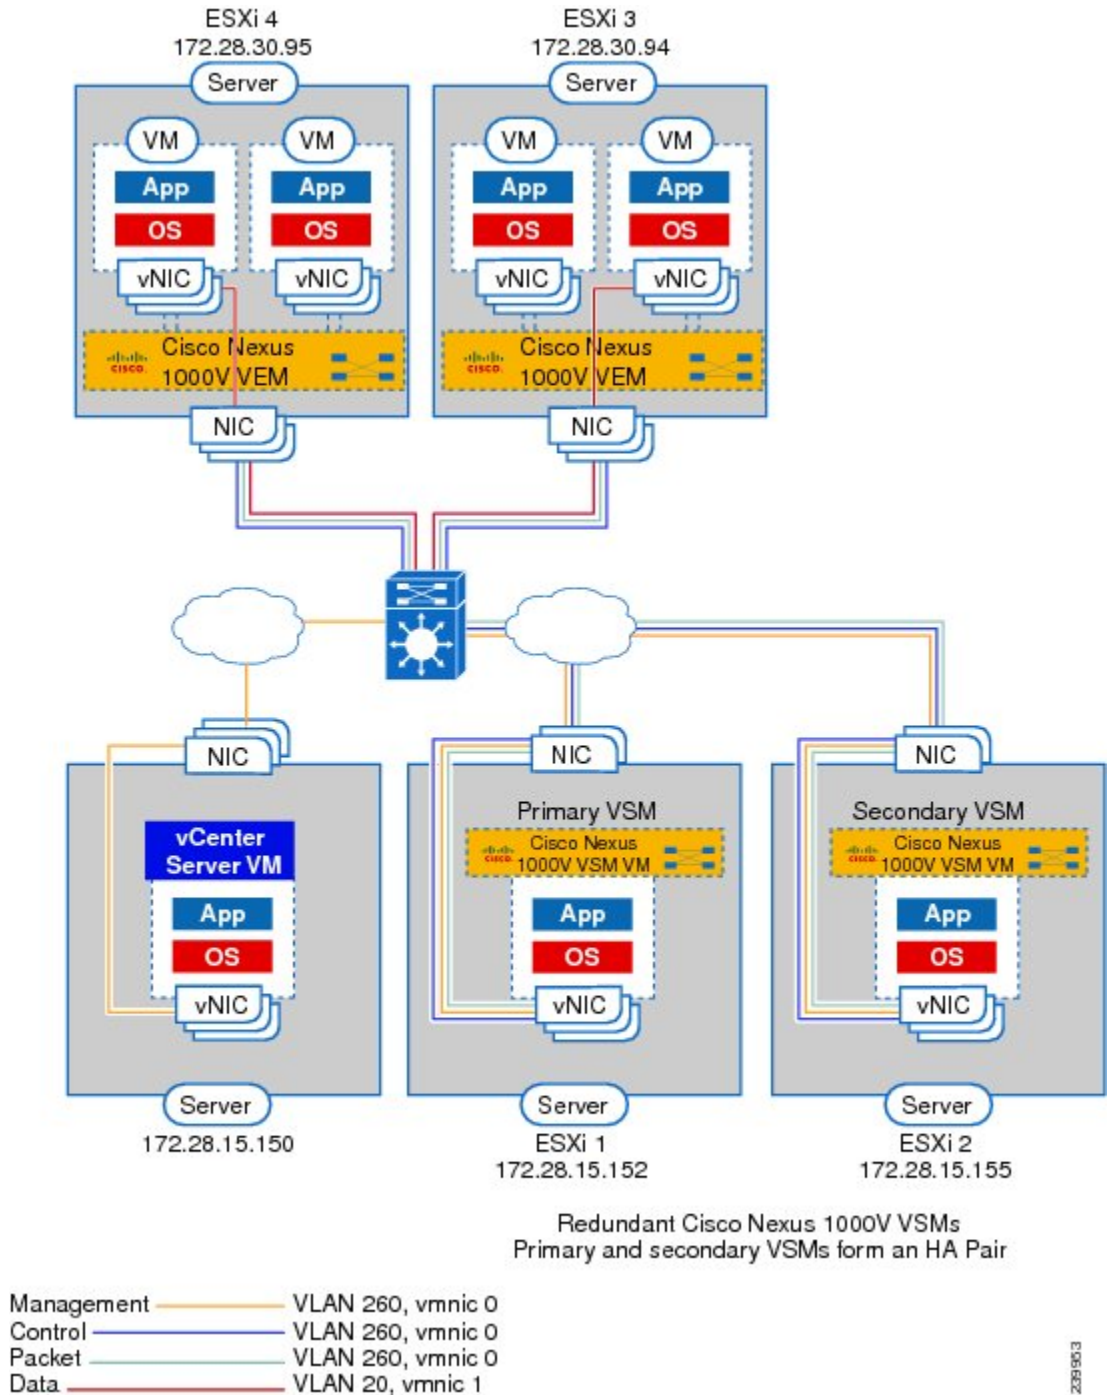 ESXi 4
172.28.30.95
Server
VM
VM
App
App
OS
OS
vNIC
vNIC
CISCO.
Cisco Nexus
1000V VEM
NIC
ESXi 3
172.28.30.94
Server
VM
VM
App
App
OS
OS
vNIC
vNIC
CISCO.
Cisco Nexus
1000V VEM
NIC
NIC
vCenter
Server VM
App
OS
vNIC
Server
172.28.15.150
NIC
Primary VSM
CISCO.
Cisco Nexus
1000V VSM VM
App
OS
vNIC
Server
ESXi 1
172.28.15.152
NIC
Secondary VSM
CISCO.
Cisco Nexus
1000V VSM VM
App
OS
vNIC
Server
ESXi 2
172.28.15.155
Redundant Cisco Nexus 1000V VSMs
Primary and secondary VSMs form an HA Pair
Management VLAN 260, vmnic 0
Control VLAN 260, vmnic 0
Packet VLAN 260, vmnic 0
Data VLAN 20, vmnic 1